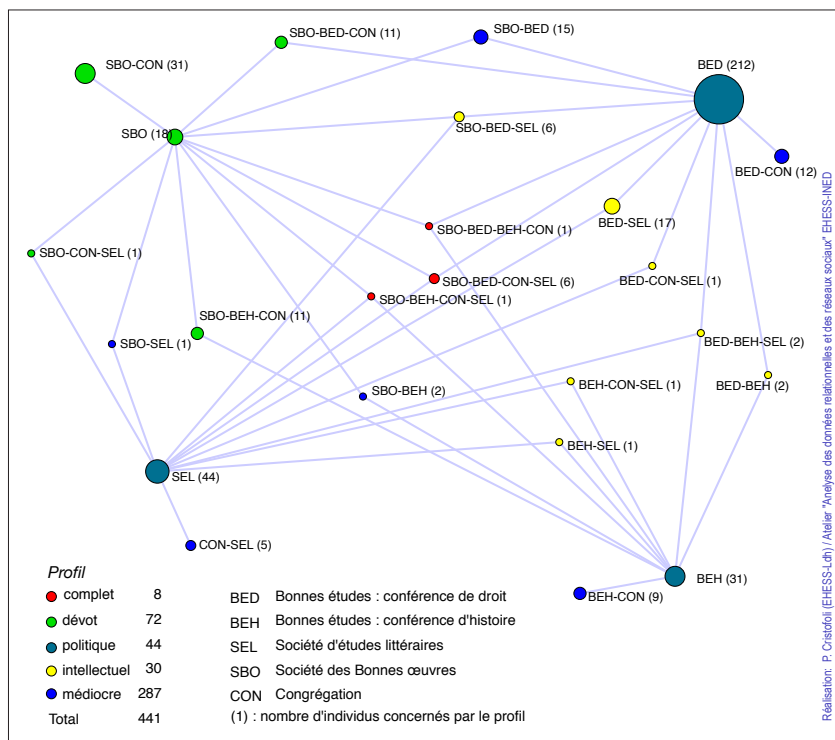 SBO-BED-CON (11)
SBO-BED (15)
SBO-CON (31)
BED (212)
SBO-BED-SEL (6)
SBO (18)
BED-CON (12)
BED-SEL (17)
SBO-BED-BEH-CON (1)
SBO-CON-SEL (1)
BED-CON-SEL (1)
SBO-BED-CON-SEL (6)
SBO-BEH-CON-SEL (1)
SBO-BEH-CON (11)
SBO-SEL (1)
BED-BEH-SEL (2)
BEH-CON-SEL (1)
BED-BEH (2)
SBO-BEH (2)
BEH-SEL (1)
SEL (44)
CON-SEL (5)
BEH (31)
BEH-CON (9)
Profil
complet 8
dévot 72
politique 44
intellectuel 30
médiocre 287
Total 441
BED Bonnes études : conférence de droit
BEH Bonnes études : conférence d'histoire
SEL Société d'études littéraires
SBO Société des Bonnes œuvres
CON Congrégation
(1) : nombre d'individus concernés par le profil
Réalisation: P. Cristofoli (EHESS-Ldh) / Atelier "Analyse des données relationnelles et des réseaux sociaux" EHESS-INED